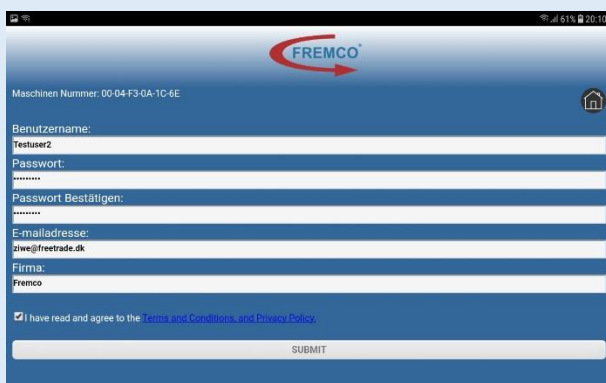 61% 20:10
FREMCO
Maschinen Nummer: 00-04-F3-0A-1C-6E
Benutzername:
Testuser2
Passwort:
•••••••••
Passwort Bestätigen:
•••••••••
E-mailadresse:
ziwe@freetrade.dk
Firma:
Fremco
I have read and agree to the Terms and Conditions, and Privacy Policy.
SUBMIT